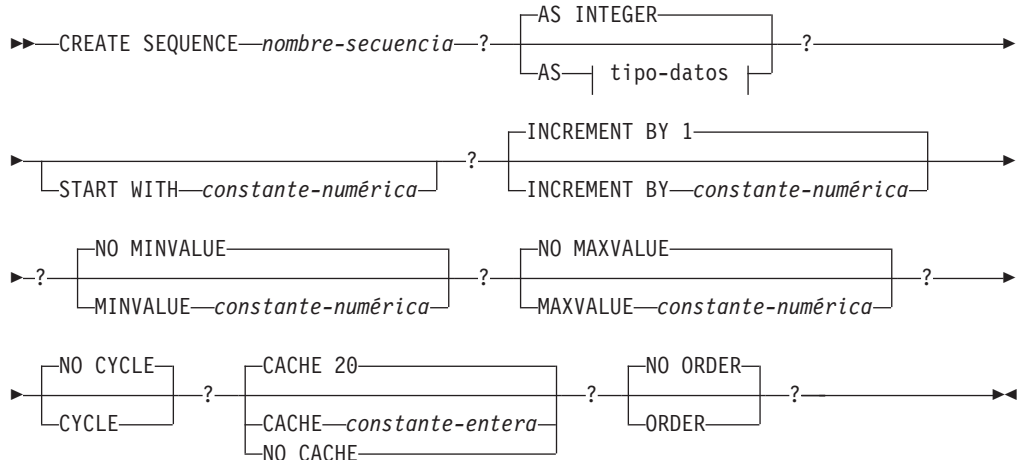 AS INTEGER
CREATE SEQUENCE nombre-secuencia ? ?
AS tipo-datos
INCREMENT BY 1
?
START WITH constante-numérica INCREMENT BY constante-numérica
NO MINVALUE NO MAXVALUE
? ? ?
MINVALUE constante-numérica MAXVALUE constante-numérica
NO CYCLE CACHE 20 NO ORDER
? ? ?
CYCLE CACHE constante-entera ORDER
NO CACHE